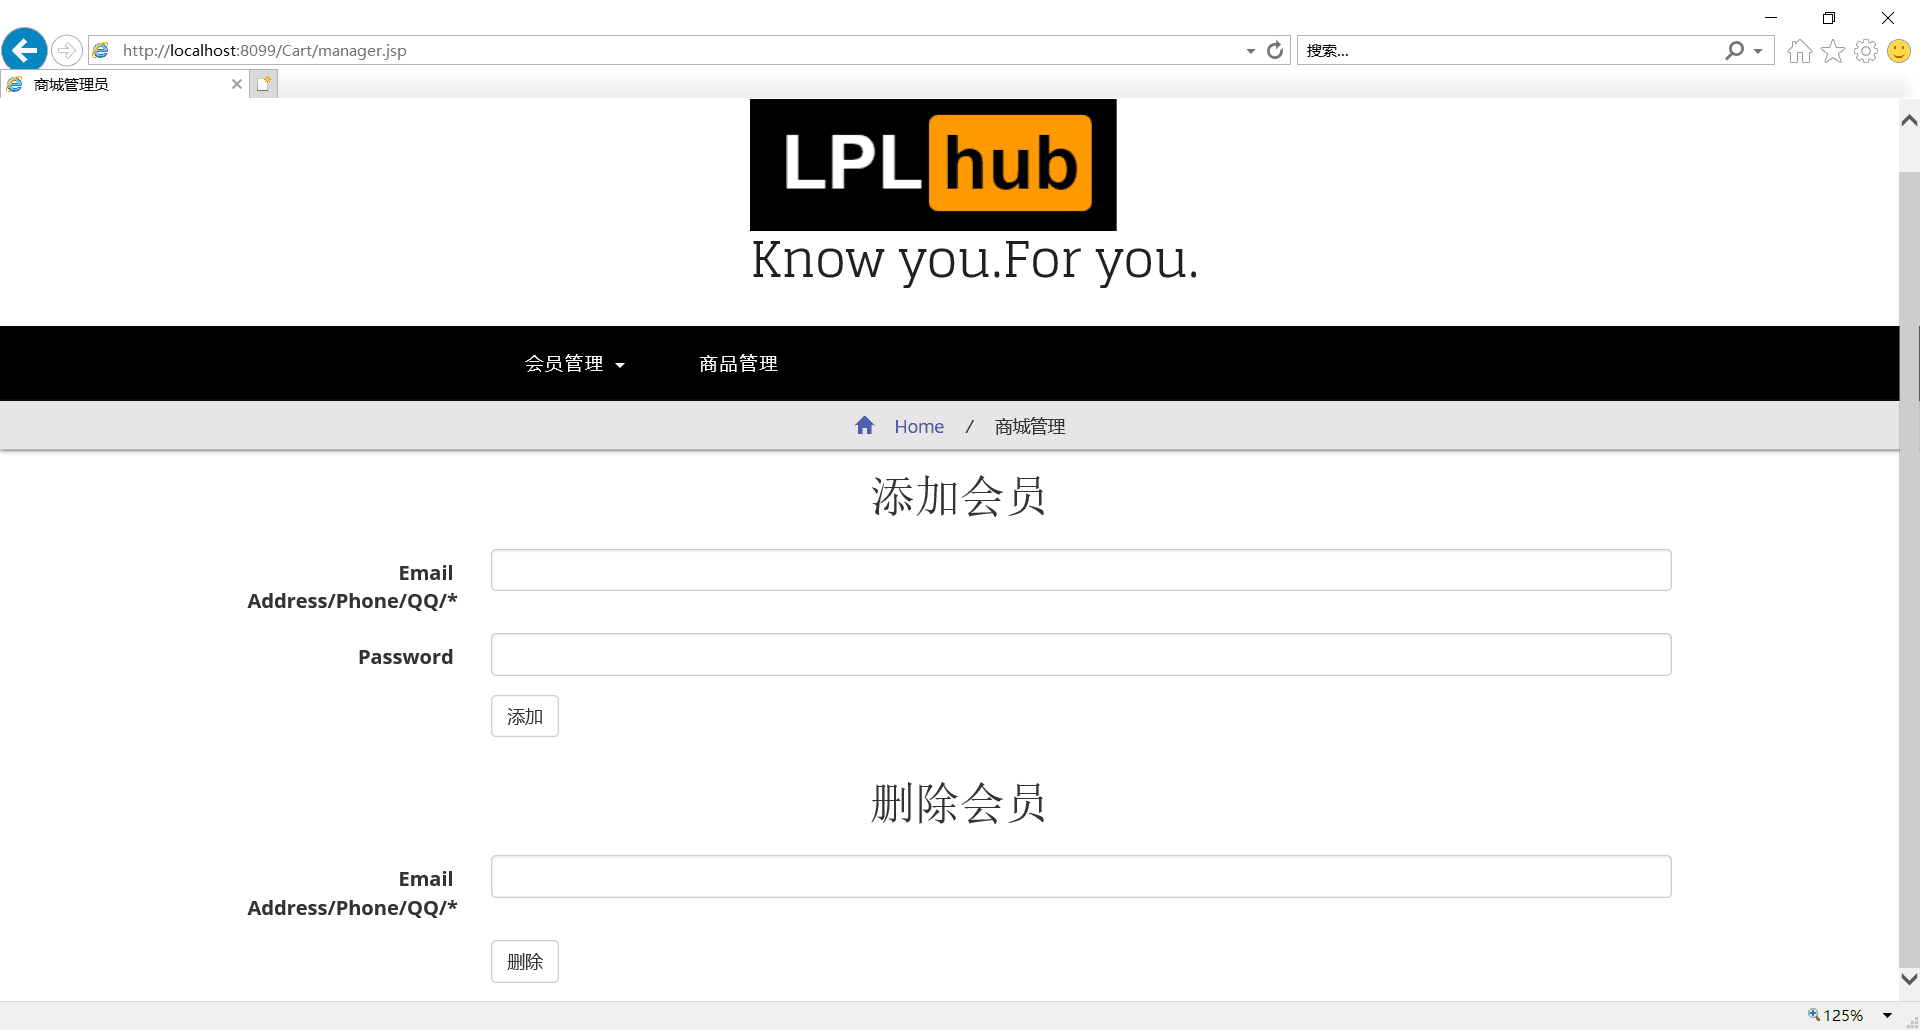 http://localhost:8099/Cart/manager.jsp
搜索...
商城管理员
LPL hub
Know you.For you.
会员管理
商品管理
Home / 商城管理
添加会员
Email
Address/Phone/QQ/*
Password
添加
删除会员
Email
Address/Phone/QQ/*
删除
125%